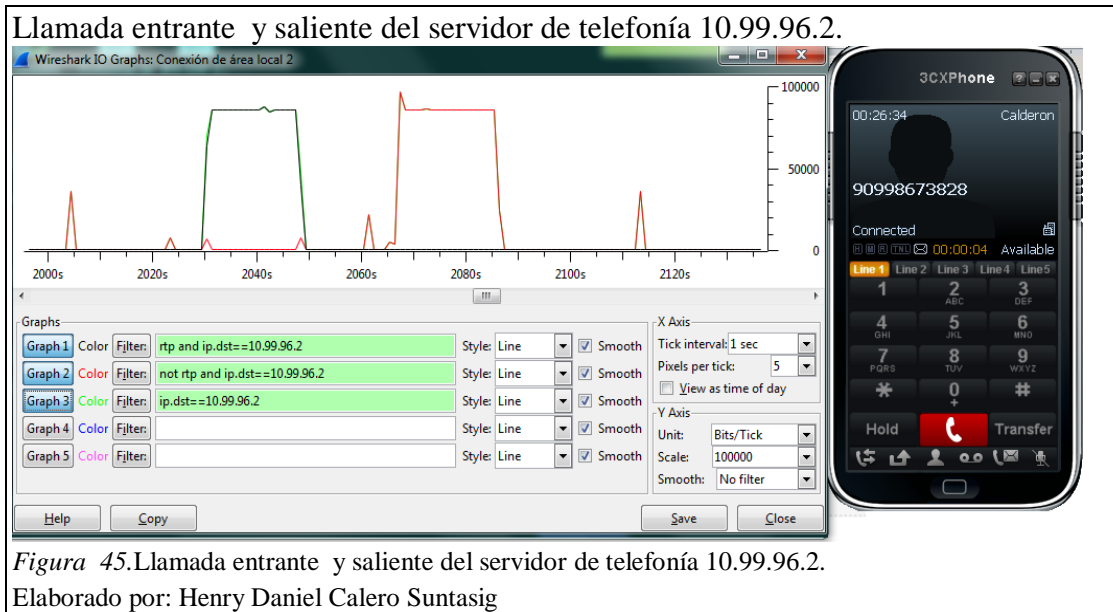 Llamada entrante y saliente del servidor de telefonía 10.99.96.2.
Wireshark IO Graphs: Conexión de área local 2
100000
50000
0
2000s 2020s 2040s 2060s 2080s 2100s 2120s
Graphs
Graph 1 Color Filter: rtp and ip.dst==10.99.96.2 Style: Line Smooth
Graph 2 Color Filter: not rtp and ip.dst==10.99.96.2 Style: Line Smooth
Graph 3 Color Filter: ip.dst==10.99.96.2 Style: Line Smooth
Graph 4 Color Filter: Style: Line Smooth
Graph 5 Color Filter: Style: Line Smooth
X Axis
Tick interval: 1 sec
Pixels per tick: 5
View as time of day
Y Axis
Unit: Bits/Tick
Scale: 100000
Smooth: No filter
Help Copy Save Close
3CXPhone
00:26:34 Calderon
90998673828
Connected
H M R TNL 00:00:04 Available
Line 1 Line 2 Line 3 Line 4 Line5
1 2 3
ABC DEF
4 5 6
GHI JKL MNO
7 8 9
PQRS TUV WXYZ
* 0 #
+
Hold Transfer
Figura 45.Llamada entrante y saliente del servidor de telefonía 10.99.96.2.
Elaborado por: Henry Daniel Calero Suntasig